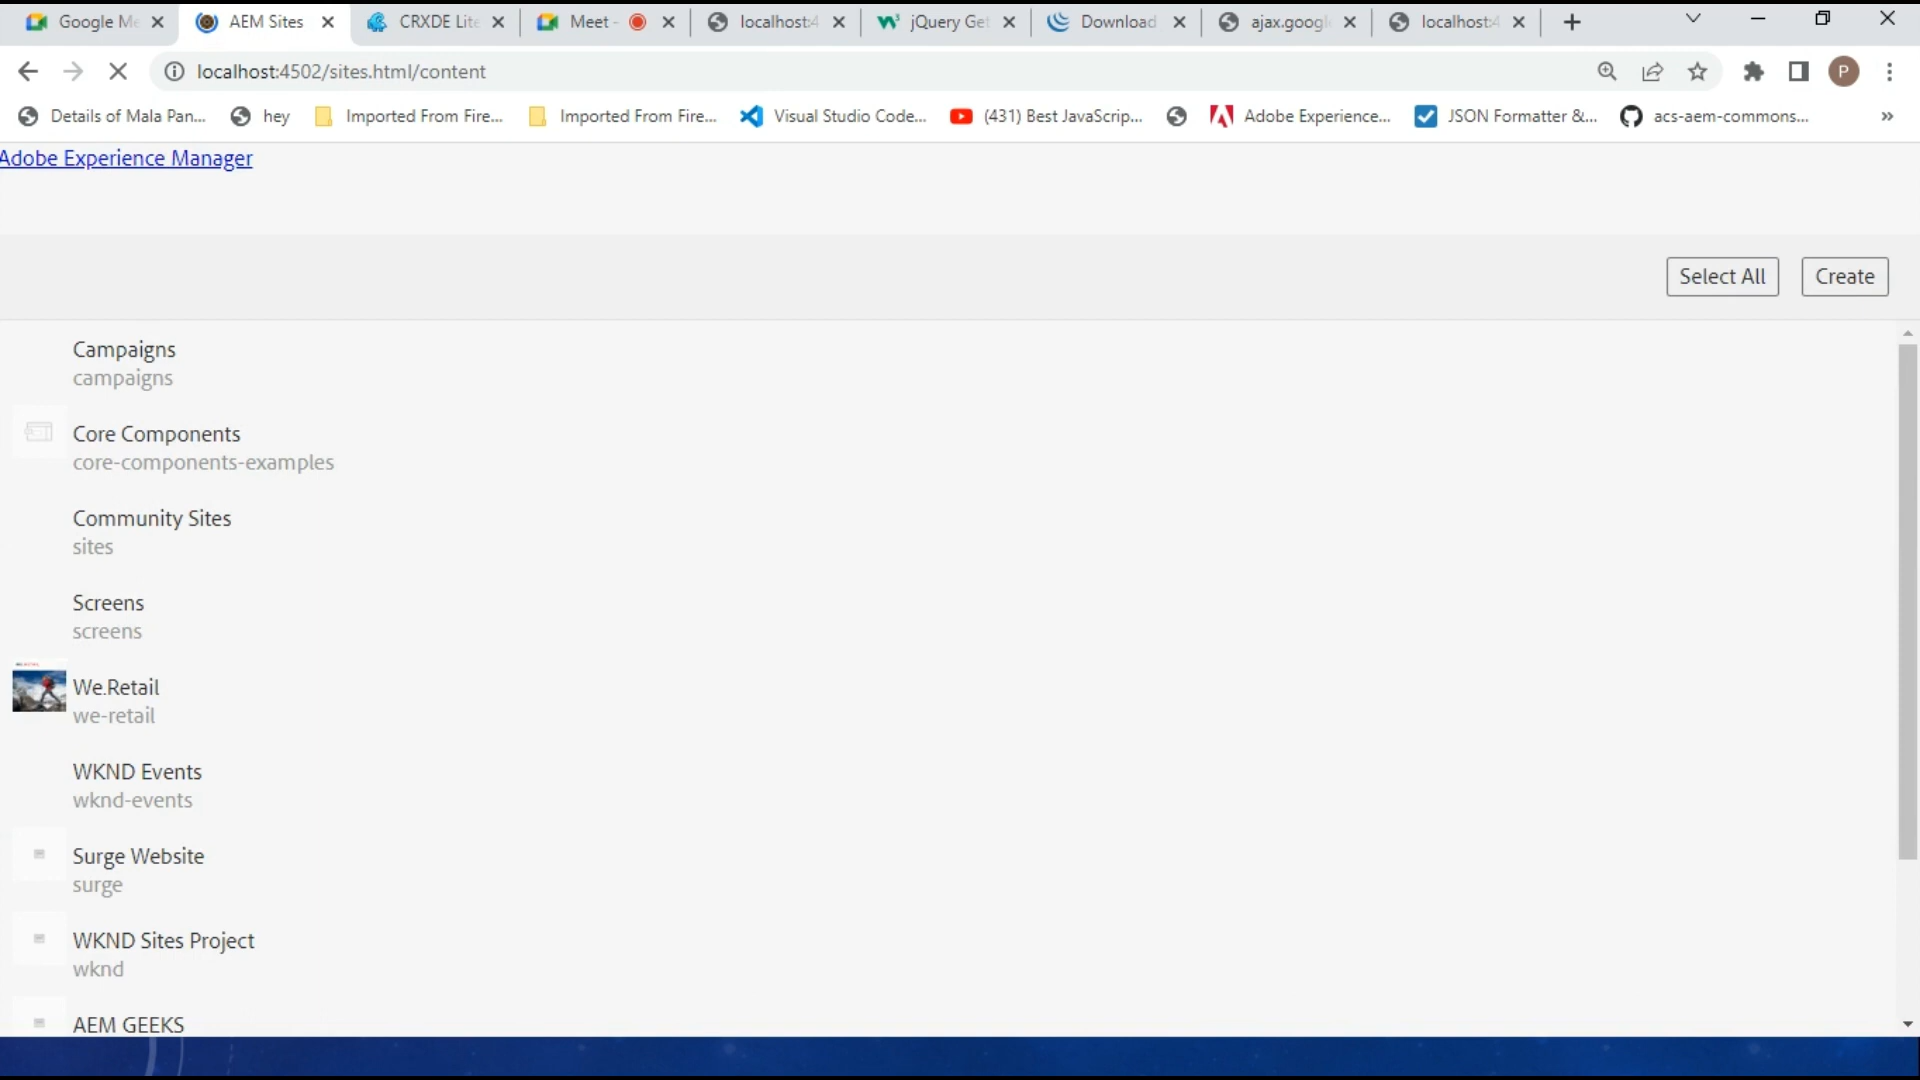 Google Me
AEM Sites
CRXDE Lite
Meet -
localhost:4
jQuery Get
Download
ajax.googl
localhost:4
localhost:4502/sites.html/content
P
Details of Mala Pan...
hey
Imported From Fire...
Imported From Fire...
Visual Studio Code...
(431) Best JavaScrip...
Adobe Experience...
JSON Formatter &...
acs-aem-commons...
»
Adobe Experience Manager
Select All
Create
Campaigns
campaigns
Core Components
core-components-examples
Community Sites
sites
Screens
screens
We.Retail
we-retail
WKND Events
wknd-events
Surge Website
surge
WKND Sites Project
wknd
AEM GEEKS